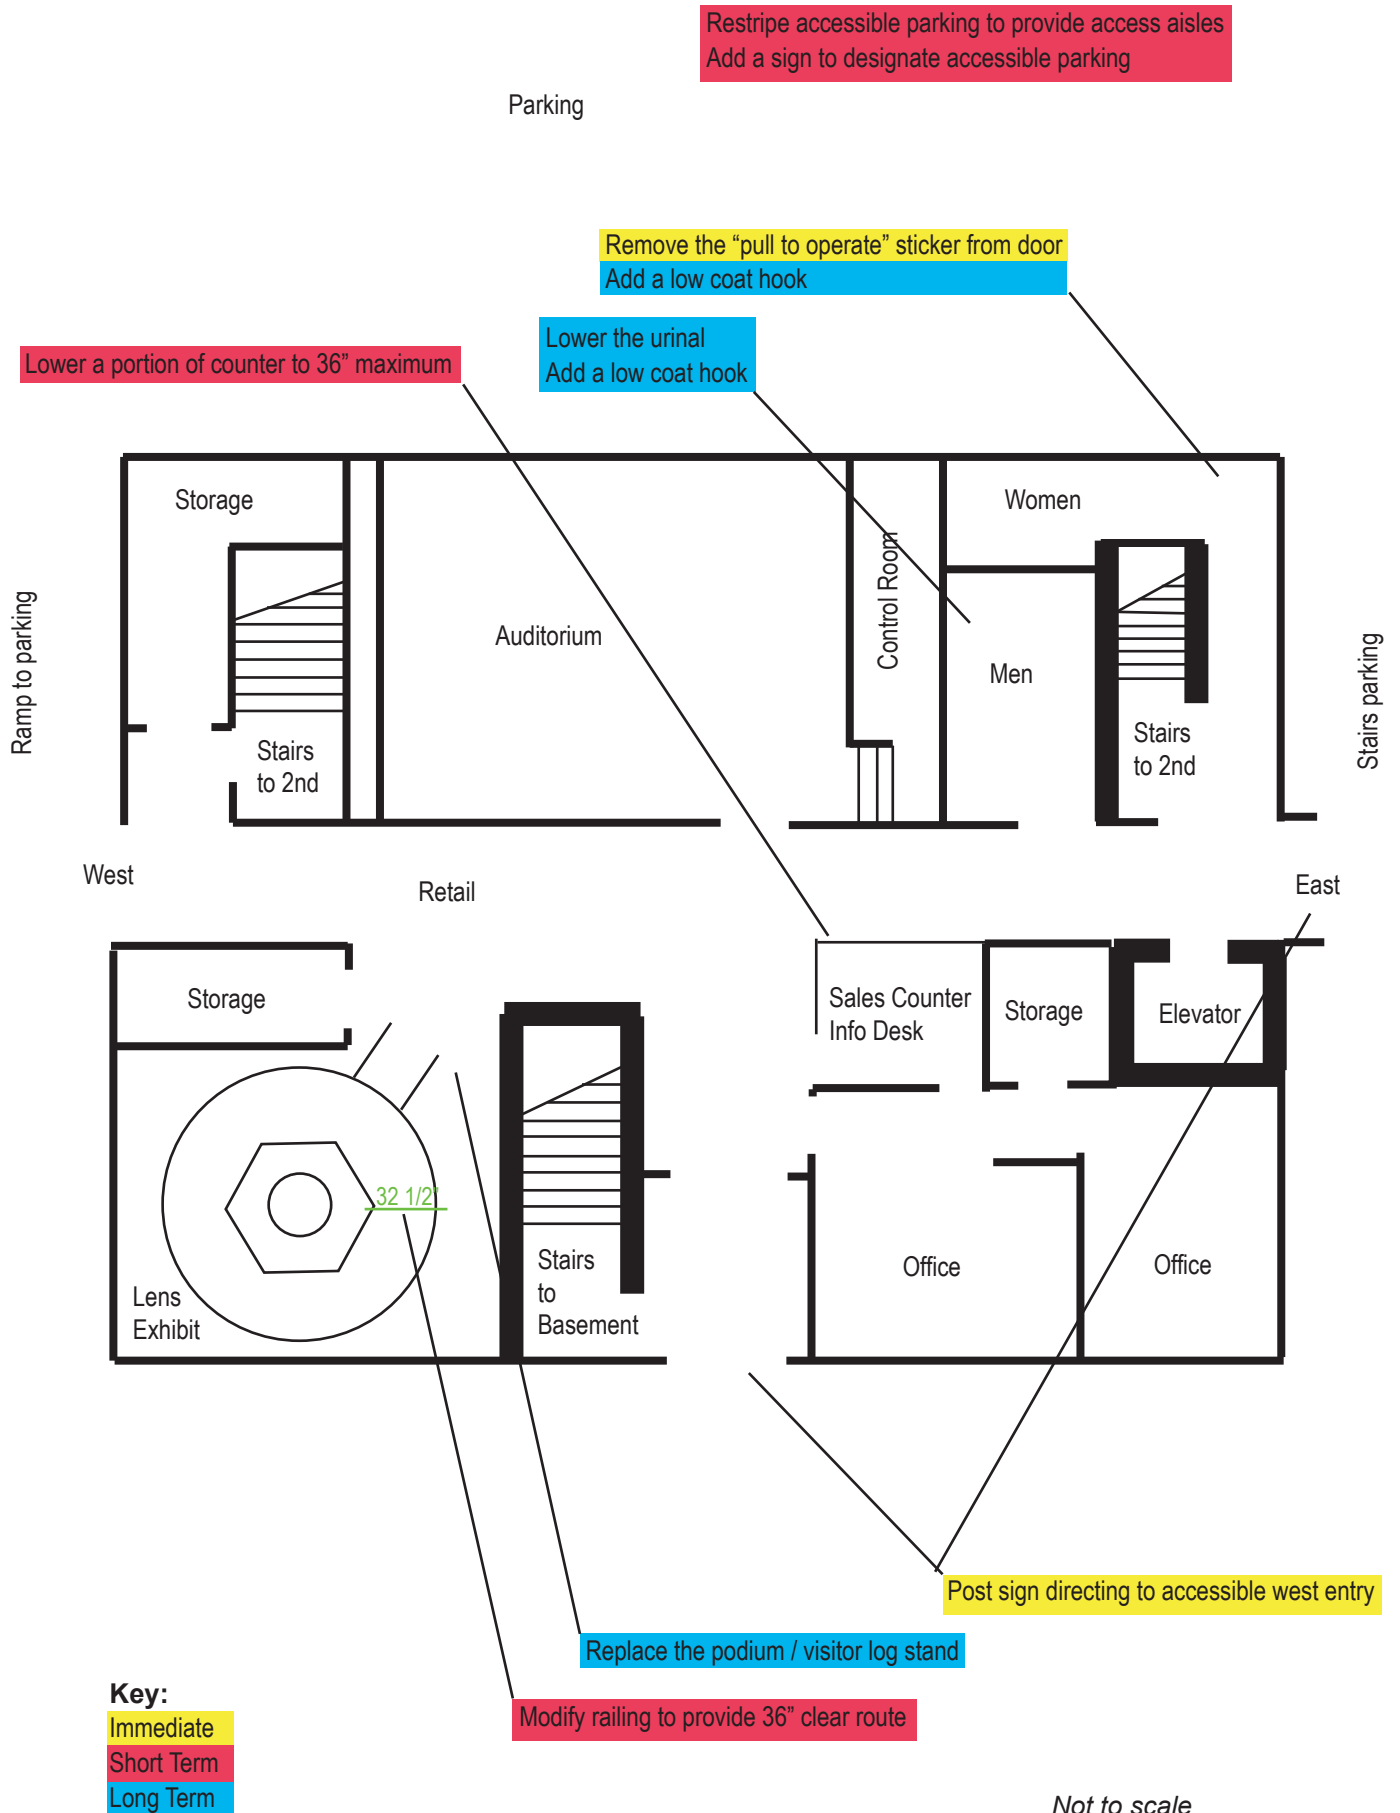 Restripe accessible parking to provide access aisles
Add a sign to designate accessible parking
Parking
Remove the “pull to operate” sticker from door
Add a low coat hook
Lower the urinal
Add a low coat hook
Lower a portion of counter to 36” maximum
Storage
Women
Control Room
Auditorium
Men
Ramp to parking
Stairs parking
Stairs
to 2nd
Stairs
to 2nd
West
Retail
East
Storage
Sales Counter
Info Desk
Storage
Elevator
32 1/2”
Lens
Exhibit
Stairs
to
Basement
Office
Office
Post sign directing to accessible west entry
Replace the podium / visitor log stand
Modify railing to provide 36” clear route
Key:
Immediate
Short Term
Long Term
Not to scale